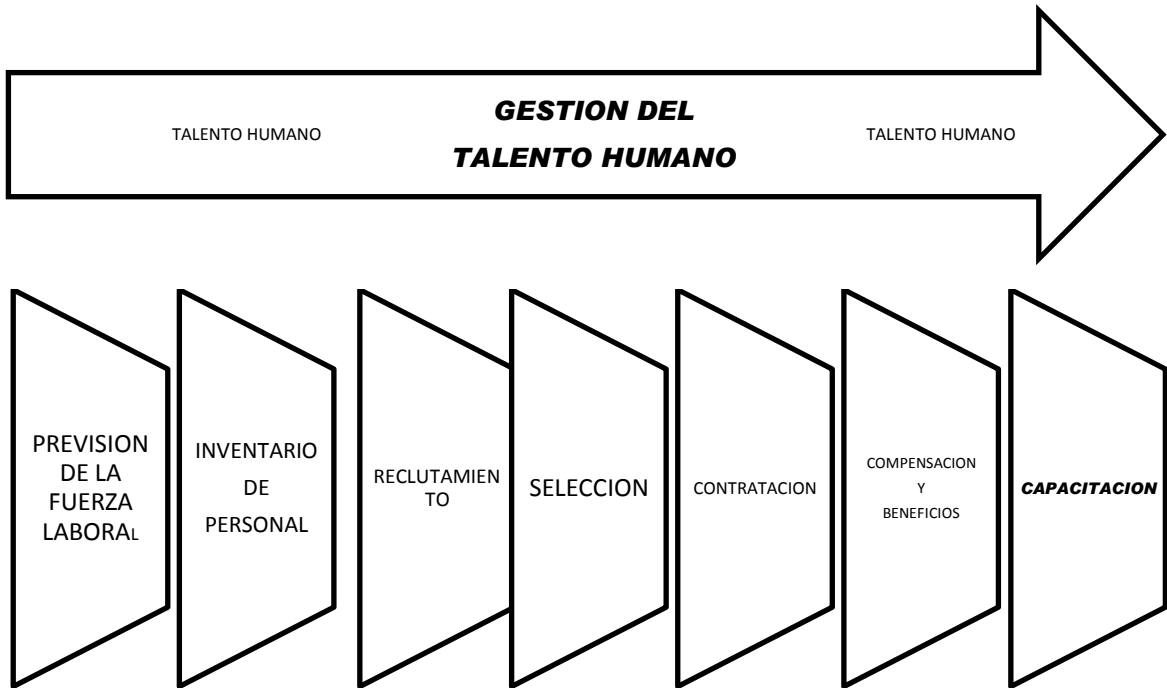 TALENTO HUMANO
GESTION DEL
TALENTO HUMANO
TALENTO HUMANO
PREVISION
DE LA
FUERZA
LABORAL
INVENTARIO
DE
PERSONAL
RECLUTAMIEN
TO
SELECCION
CONTRATACION
COMPENSACION
Y
BENEFICIOS
CAPACITACION